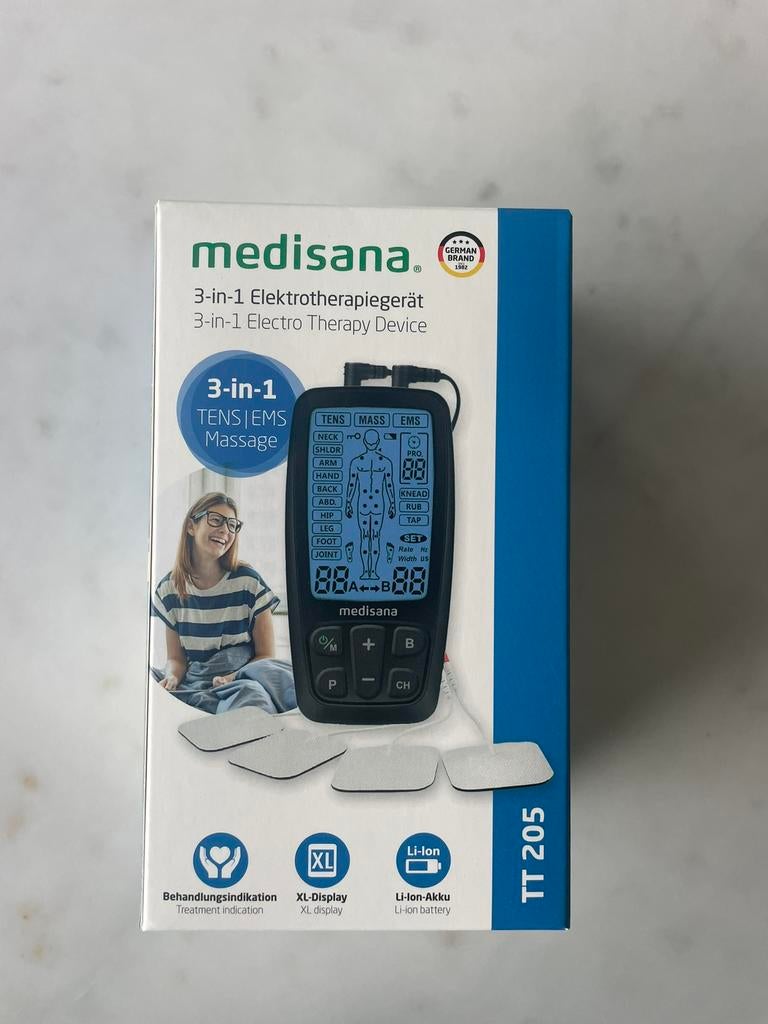 medisana®
GERMAN
BRAND
1982
3-in-1 Elektrotherapiegerät
3-in-1 Electro Therapy Device
3-in-1
TENS|EMS
Massage
TENS MASS EMS
NECK
SHLDR
ARM
HAND
BACK
ABD.
HIP
LEG
FOOT
JOINT
PRO.
88
KNEAD
RUB
TAP
SET
Rate Hz
Width US
88 A ←→ B 88
medisana
/M + B
P − CH
XL
Li-Ion
Behandlungsindikation
Treatment indication
XL-Display
XL display
Li-Ion-Akku
Li-ion battery
TT 205